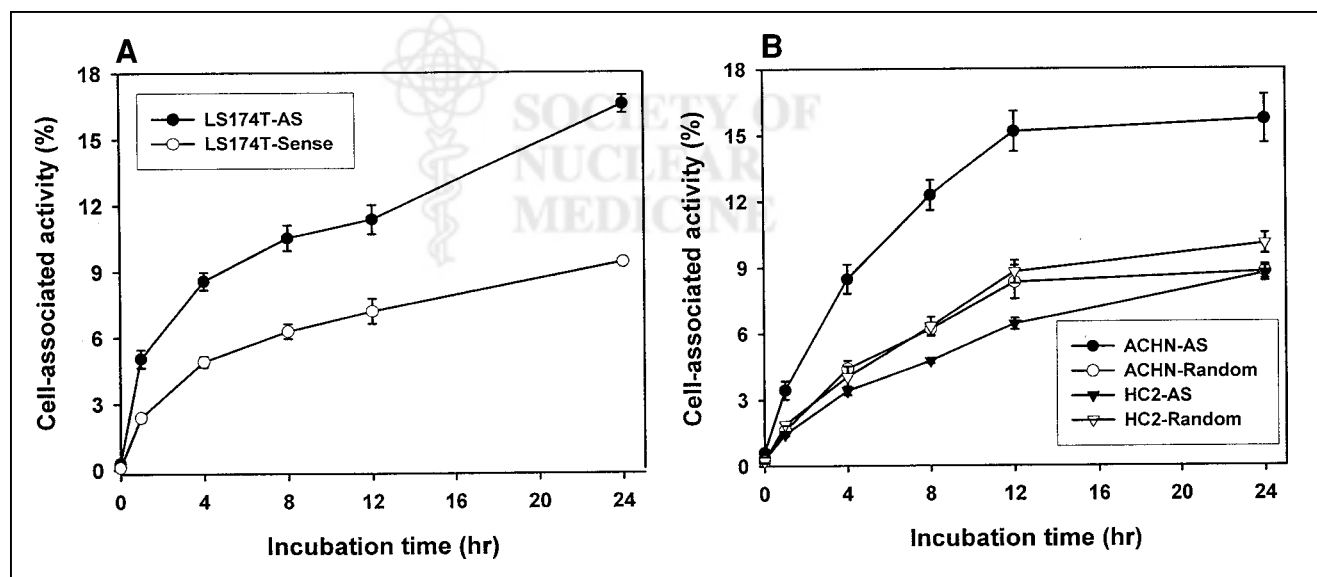 A
18
15
12
9
6
3
0
Cell-associated activity (%)
LS174T-AS
LS174T-Sense
0 4 8 12 16 20 24
Incubation time (hr)
SOCIETY OF
NUCLEAR
MEDICINE
B
18
15
12
9
6
3
0
Cell-associated activity (%)
ACHN-AS
ACHN-Random
HC2-AS
HC2-Random
0 4 8 12 16 20 24
Incubation time (hr)